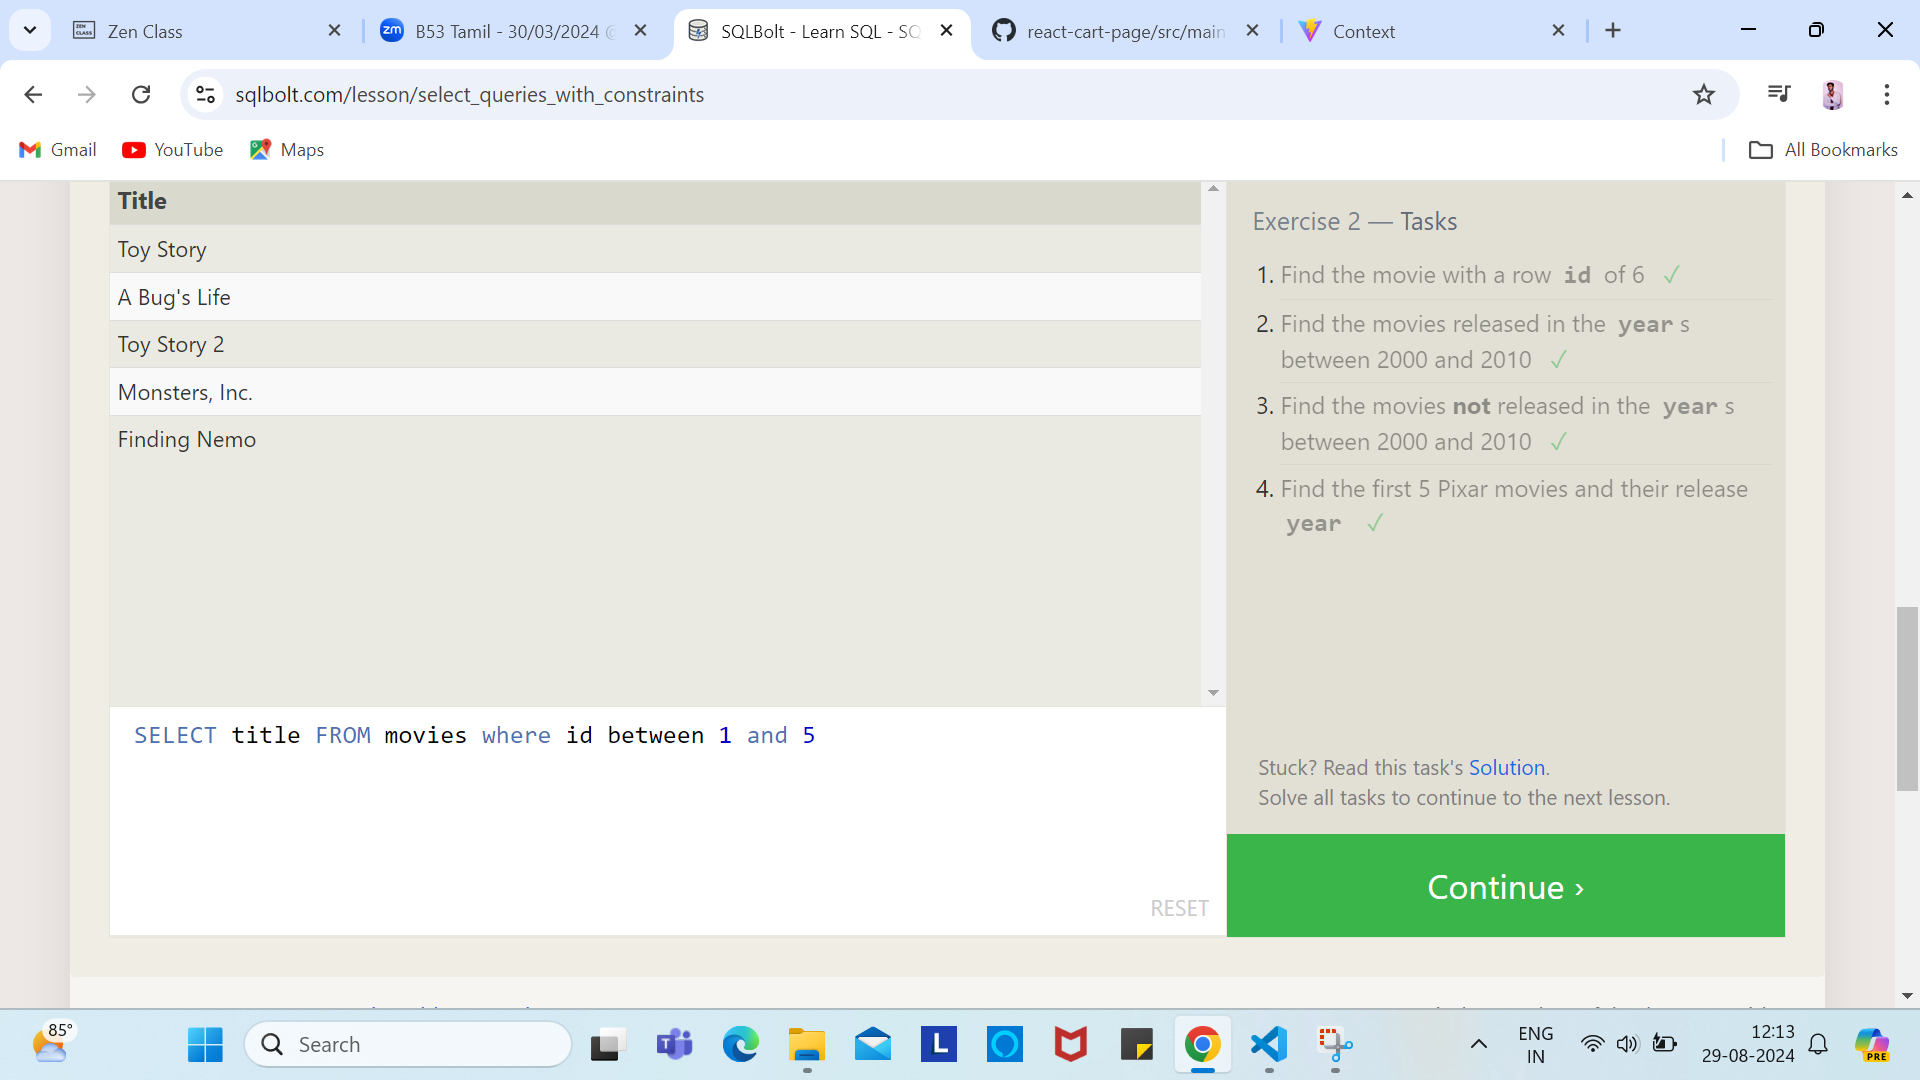 Zen Class
zm B53 Tamil - 30/03/2024 @
SQLBolt - Learn SQL - SQ
react-cart-page/src/main
Context
sqlbolt.com/lesson/select_queries_with_constraints
Gmail
YouTube
Maps
All Bookmarks
Title
Toy Story
A Bug's Life
Toy Story 2
Monsters, Inc.
Finding Nemo
SELECT title FROM movies where id between 1 and 5
RESET
Exercise 2 — Tasks
1. Find the movie with a row id of 6 ✓
2. Find the movies released in the year s
between 2000 and 2010 ✓
3. Find the movies not released in the year s
between 2000 and 2010 ✓
4. Find the first 5 Pixar movies and their release
year ✓
Stuck? Read this task's Solution.
Solve all tasks to continue to the next lesson.
Continue ›
85°
Search
ENG
IN
12:13
29-08-2024
PRE